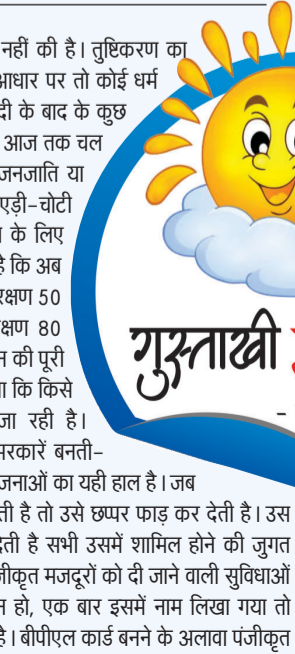 नहीं की है। तुष्टिकरण का
आधार पर तो कोई धर्म
दी के बाद के कुछ
आज तक चल
जनजाति या
एड़ी-चोटी
के लिए
है कि अब
रक्षण 50
क्षण 80
न की पूरी
कि किसे
जा रही है।
सरकारें बनती-
जनाओं का यही हाल है। जब
ती है तो उसे छप्पर फाड़ कर देती है। उस
देती है सभी उसमें शामिल होने की जुगत
जीकृत मजदूरों को दी जाने वाली सुविधाओं
न हो, एक बार इसमें नाम लिखा गया तो
है। बीपीएल कार्ड बनने के अलावा पंजीकृत
गुस्ताखी
-